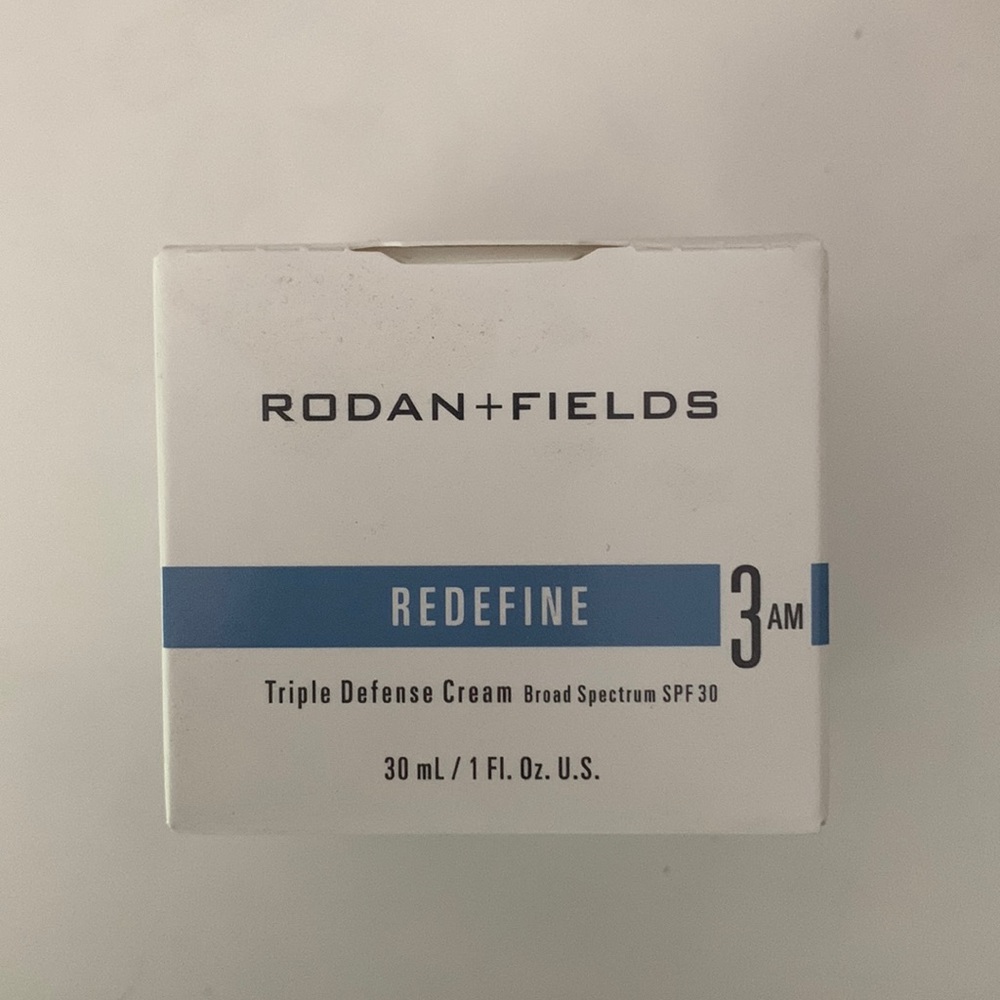 RODAN+FIELDS
REDEFINE 3 AM
Triple Defense Cream Broad Spectrum SPF 30
30 mL / 1 Fl. Oz. U.S.